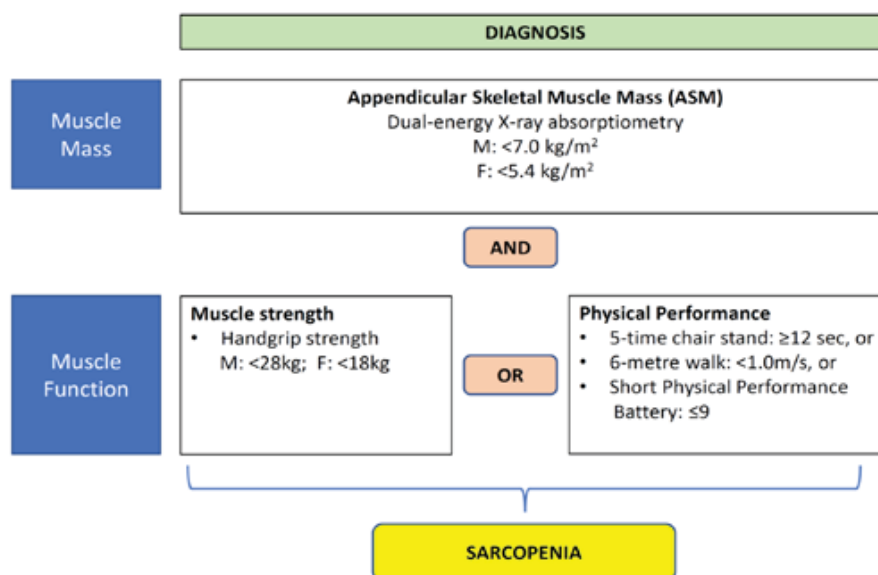 DIAGNOSIS
Muscle
Mass
Appendicular Skeletal Muscle Mass (ASM)
Dual-energy X-ray absorptiometry
M: <7.0 kg/m²
F: <5.4 kg/m²
AND
Muscle
Function
Muscle strength
• Handgrip strength
M: <28kg; F: <18kg
OR
Physical Performance
• 5-time chair stand: ≥12 sec, or
• 6-metre walk: <1.0m/s, or
• Short Physical Performance
Battery: ≤9
SARCOPENIA